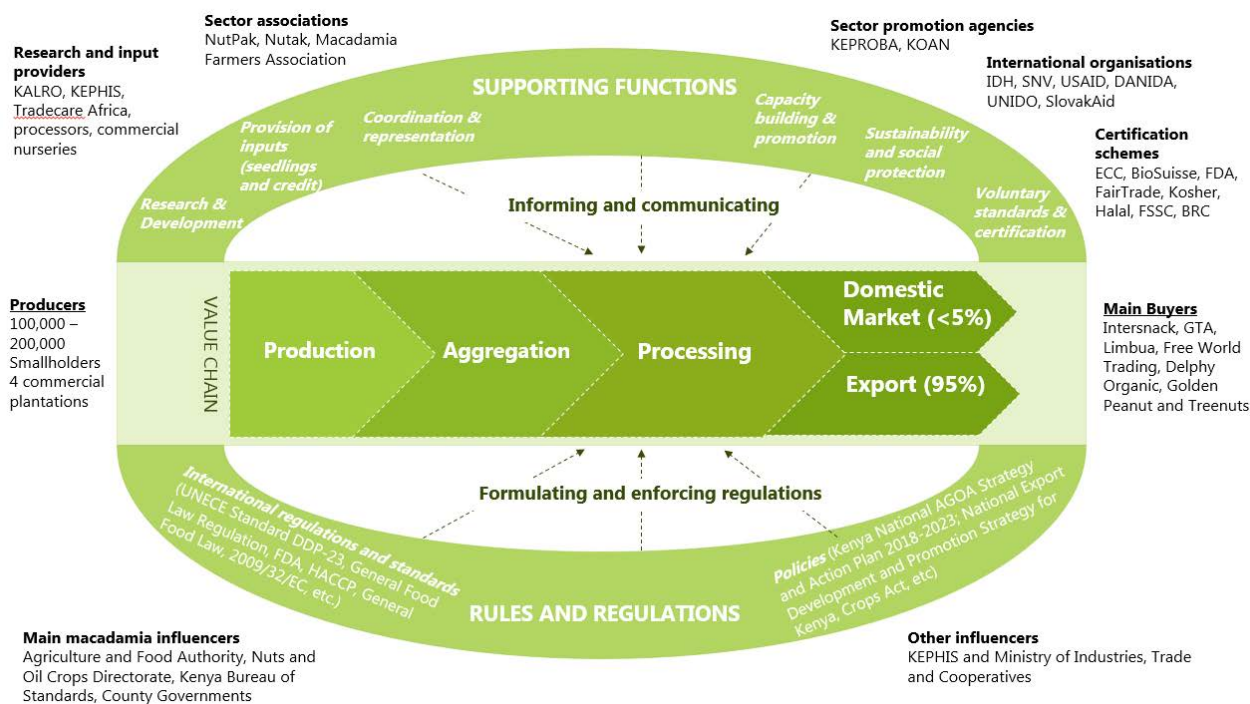 Sector associations
NutPak, Nutak, Macadamia
Farmers Association
Sector promotion agencies
KEPROBA, KOAN
Research and input
providers
KALRO, KEPHIS,
Tradecare Africa,
processors, commercial
nurseries
International organisations
IDH, SNV, USAID, DANIDA,
UNIDO, SlovakAid
Certification
schemes
ECC, BioSuisse, FDA,
FairTrade, Kosher,
Halal, FSSC, BRC
SUPPORTING FUNCTIONS
Research &
Development
Provision of
inputs
(seedlings
and credit)
Coordination &
representation
Capacity
building &
promotion
Sustainability
and social
protection
Voluntary
standards &
certification
Informing and communicating
Producers
100,000 –
200,000
Smallholders
4 commercial
plantations
VALUE CHAIN
Production
Aggregation
Processing
Domestic
Market (<5%)
Export (95%)
Main Buyers
Intersnack, GTA,
Limbua, Free World
Trading, Delphy
Organic, Golden
Peanut and Treenuts
Formulating and enforcing regulations
International regulations and standards
(UNECE Standard DDP-23, General Food
Law Regulation, FDA, HACCP, General
Food Law, 2009/32/EC, etc.)
RULES AND REGULATIONS
Policies (Kenya National AGOA Strategy
and Action Plan 2018-2023; National Export
Development and Promotion Strategy for
Kenya, Crops Act, etc)
Main macadamia influencers
Agriculture and Food Authority, Nuts and
Oil Crops Directorate, Kenya Bureau of
Standards, County Governments
Other influencers
KEPHIS and Ministry of Industries, Trade
and Cooperatives